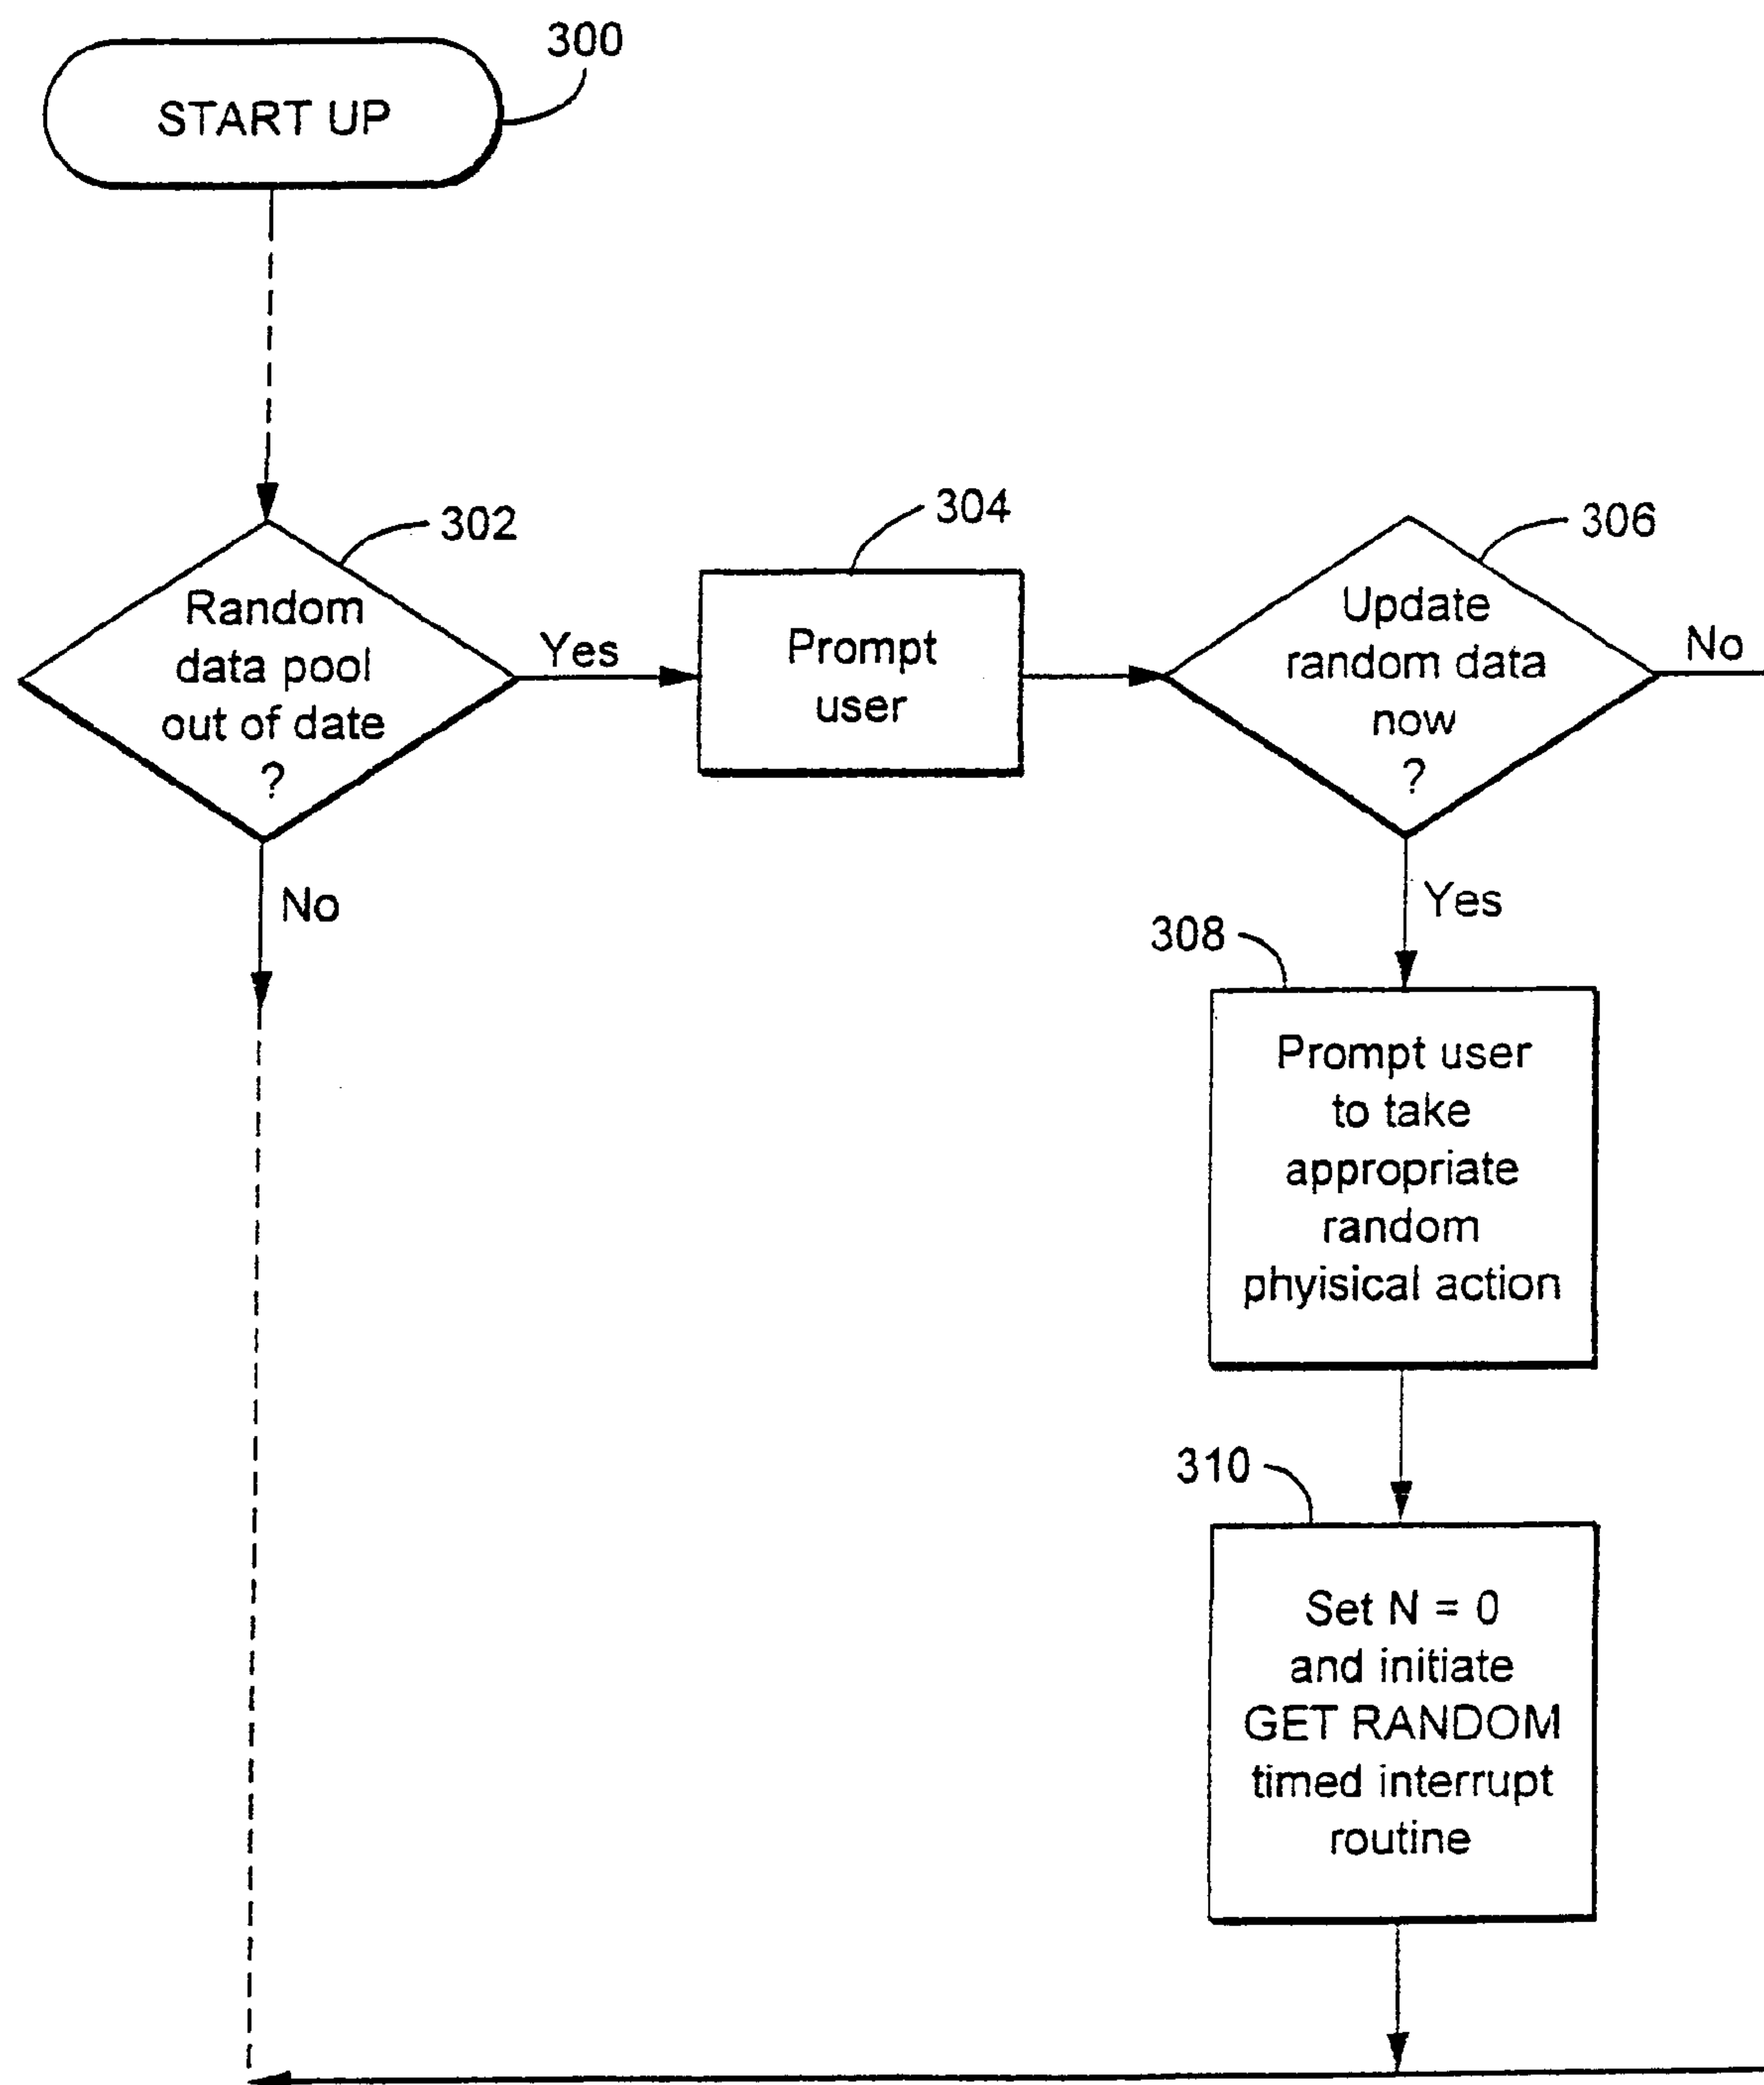 300
START UP
302
Random
data pool
out of date
?
Yes
No
304
Prompt
user
306
Update
random data
now
?
No
Yes
308
Prompt user
to take
appropriate
random
phyisical action
310
Set N = 0
and initiate
GET RANDOM
timed interrupt
routine